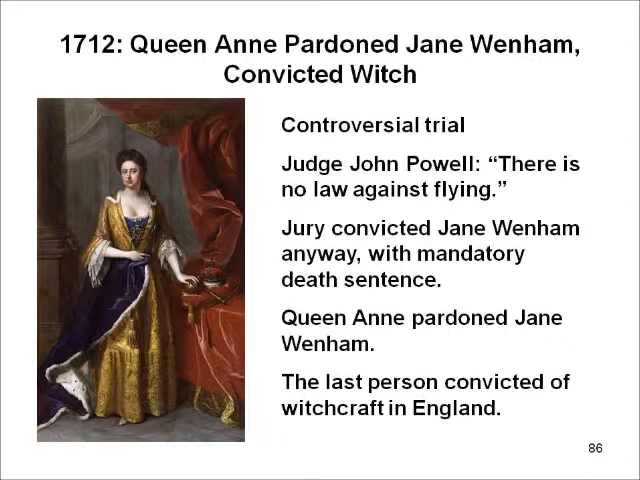 1712: Queen Anne Pardoned Jane Wenham,
Convicted Witch
Controversial trial
Judge John Powell: “There is
no law against flying.”
Jury convicted Jane Wenham
anyway, with mandatory
death sentence.
Queen Anne pardoned Jane
Wenham.
The last person convicted of
witchcraft in England.
86